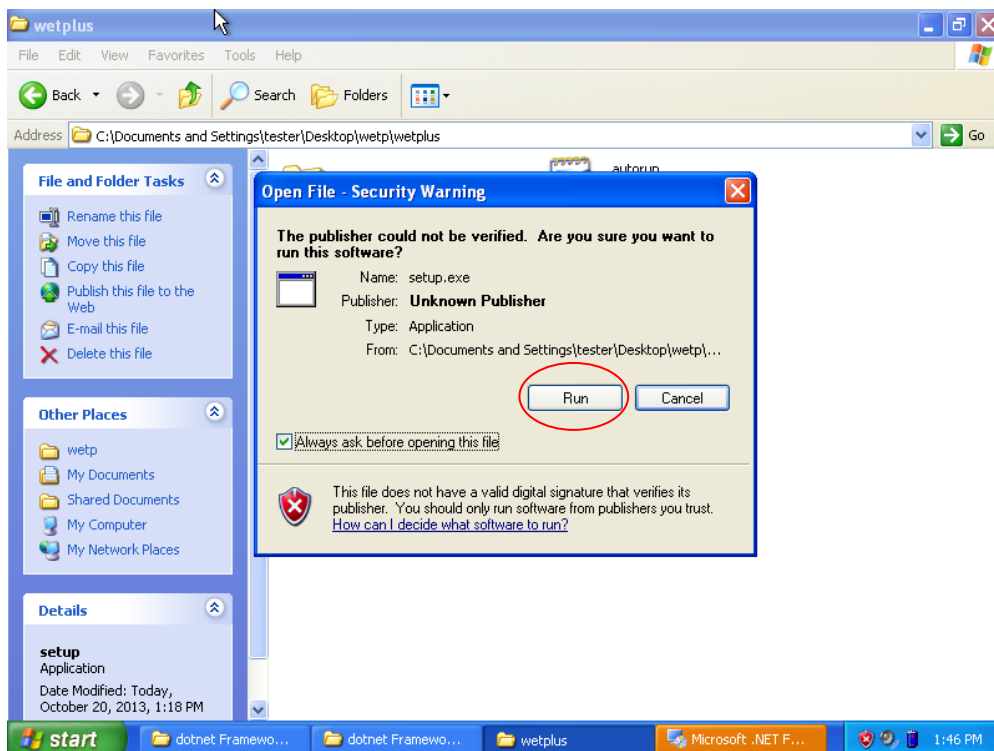 wetplus
File Edit View Favorites Tools Help
Back Search Folders
Address C:\Documents and Settings\tester\Desktop\wetp\wetplus Go
File and Folder Tasks
Rename this file
Move this file
Copy this file
Publish this file to the
Web
E-mail this file
Delete this file
Other Places
wetp
My Documents
Shared Documents
My Computer
My Network Places
Details
setup
Application
Date Modified: Today,
October 20, 2013, 1:18 PM
autorun
Open File - Security Warning
The publisher could not be verified. Are you sure you want to
run this software?
Name: setup.exe
Publisher: Unknown Publisher
Type: Application
From: C:\Documents and Settings\tester\Desktop\wetp\...
Run Cancel
Always ask before opening this file
This file does not have a valid digital signature that verifies its
publisher. You should only run software from publishers you trust.
How can I decide what software to run?
start dotnet Framewo... dotnet Framewo... wetplus Microsoft .NET F... 1:46 PM